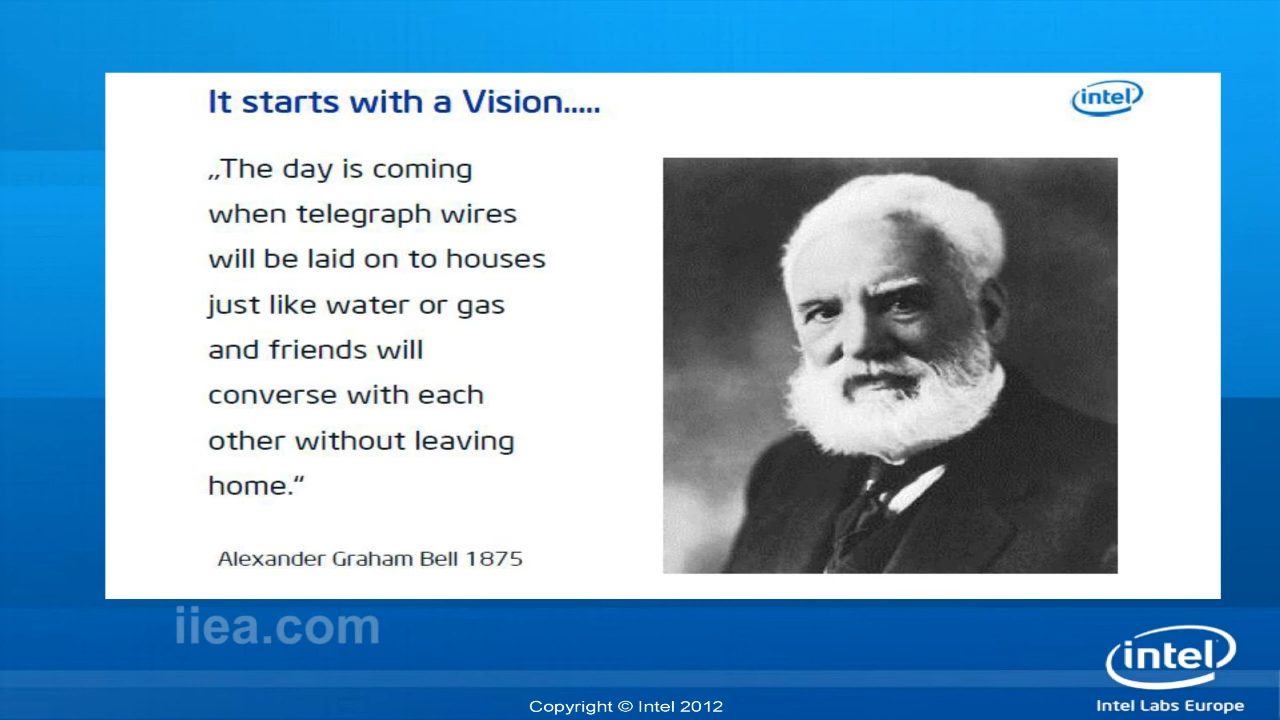 It starts with a Vision.....
intel
„The day is coming
when telegraph wires
will be laid on to houses
just like water or gas
and friends will
converse with each
other without leaving
home.“
Alexander Graham Bell 1875
iiea.com
intel
Intel Labs Europe
Copyright © Intel 2012